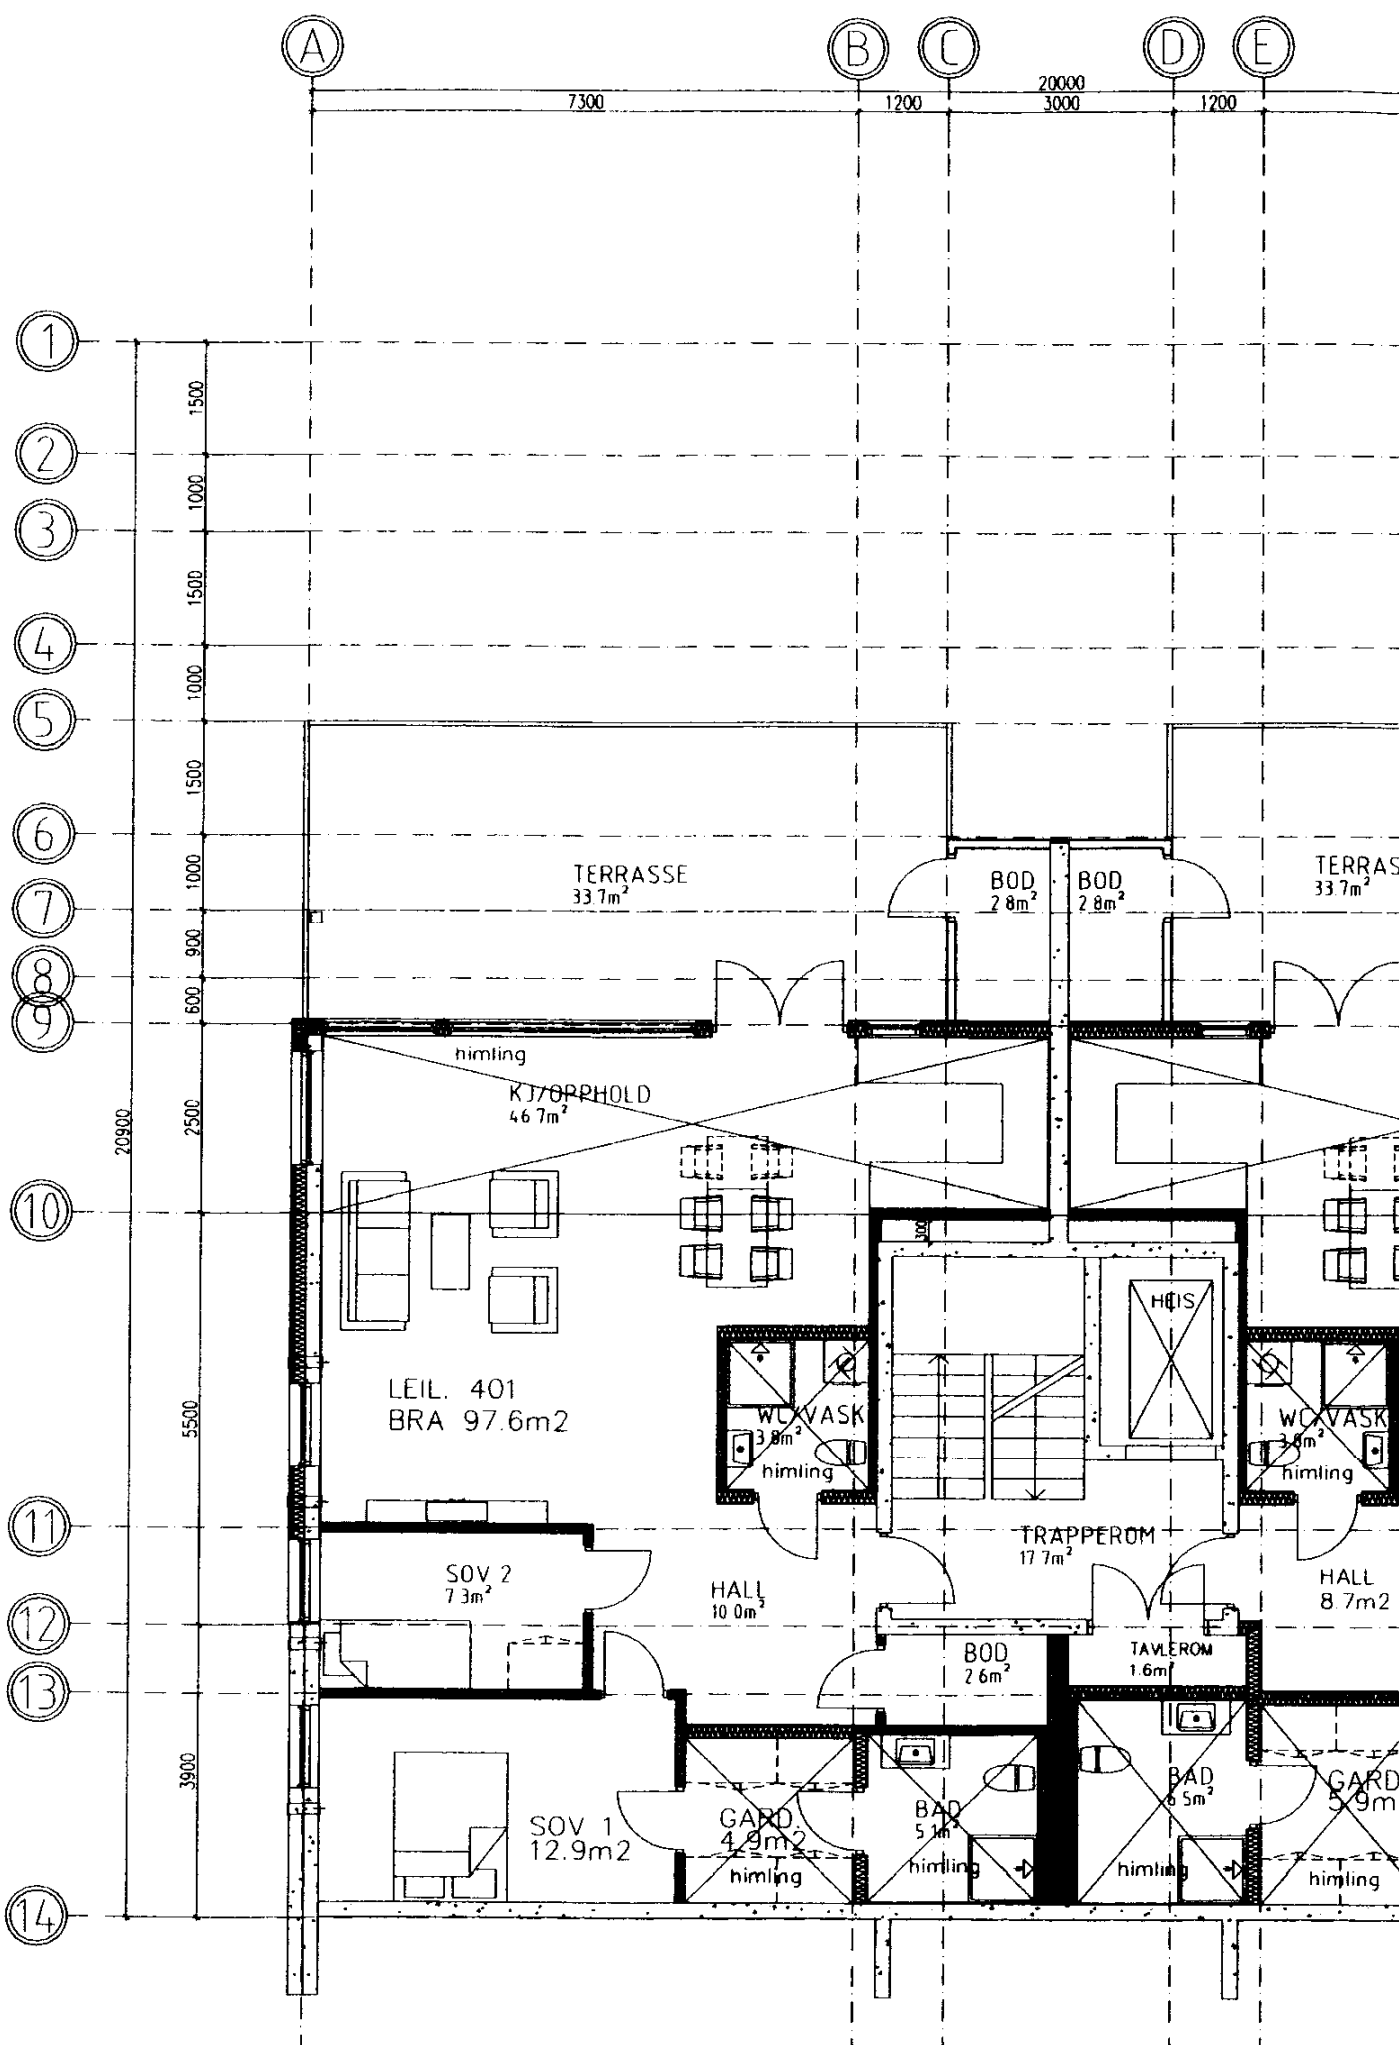 A
B
C
D
E
20000
7300
1200
3000
1200
1
1500
2
1000
3
1500
4
1000
5
1500
6
1000
TERRASSE
33.7m²
BOD
2.8m²
BOD
2.8m²
TERRAS
33.7m²
7
900
8
600
9
himling
KJ/OPPHOLD
46.7m²
20900
2500
10
300
HEIS
LEIL. 401
BRA 97.6m2
5500
WC/VASK
3.8m²
himling
WC/VASK
3.8m²
himling
11
TRAPPEROM
17.7m²
SOV 2
7.3m²
HALL
10.0m²
HALL
8.7m2
12
BOD
2.6m²
TAVLEROM
1.6m²
13
3900
SOV 1
12.9m2
GARD.
4.9m2
himling
BAD
5.1m²
himling
BAD
6.5m²
himling
GARD
5.9m
himling
14